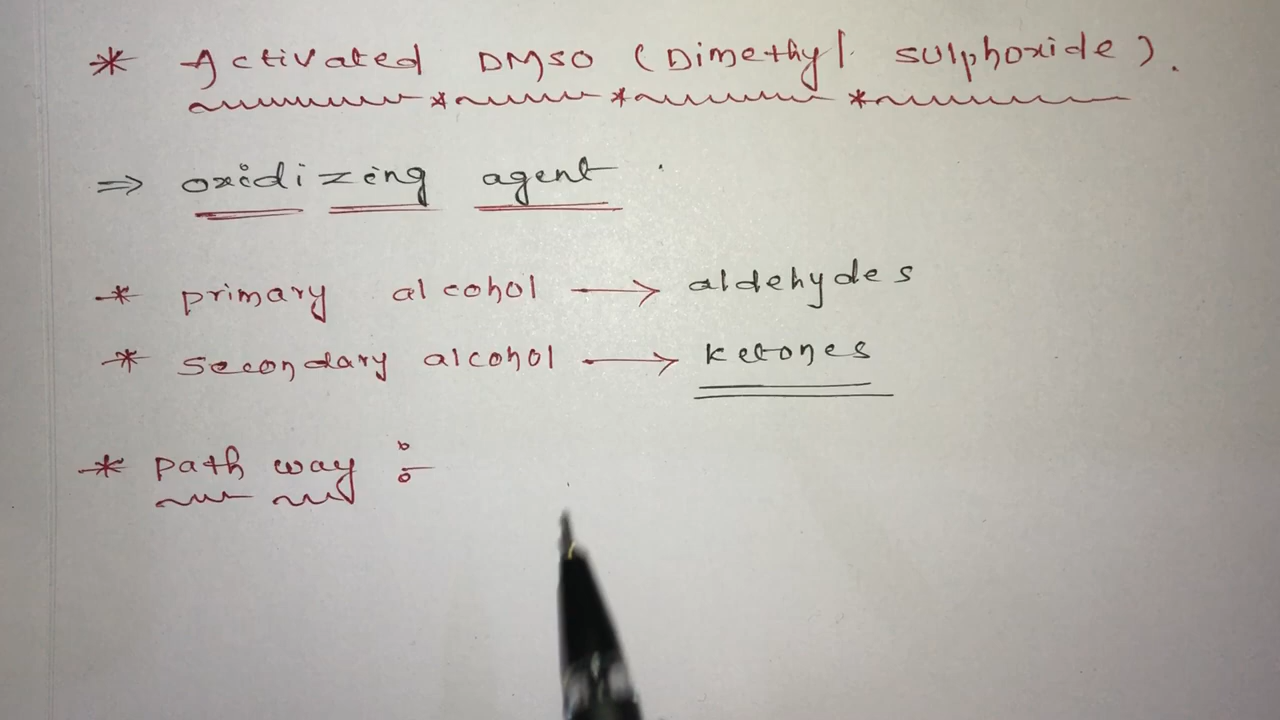 * Activated DMSO (Dimethyl sulphoxide).
⇒ oxidizing agent.
* primary alcohol → aldehydes
* secondary alcohol → ketones
* path way :-